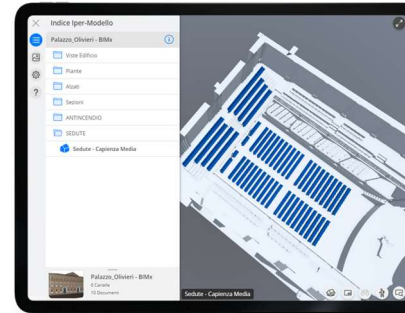 Indice Iper-Modello
Palazzo_Olivieri - BIMx
Viste Edificio
Piante
Alzati
Sezioni
ANTINCENDIO
SEDUTE
Sedute - Capienza Media
Palazzo_Olivieri - BIMx
9 Cartelle
10 Documenti
Sedute - Capienza Media
?